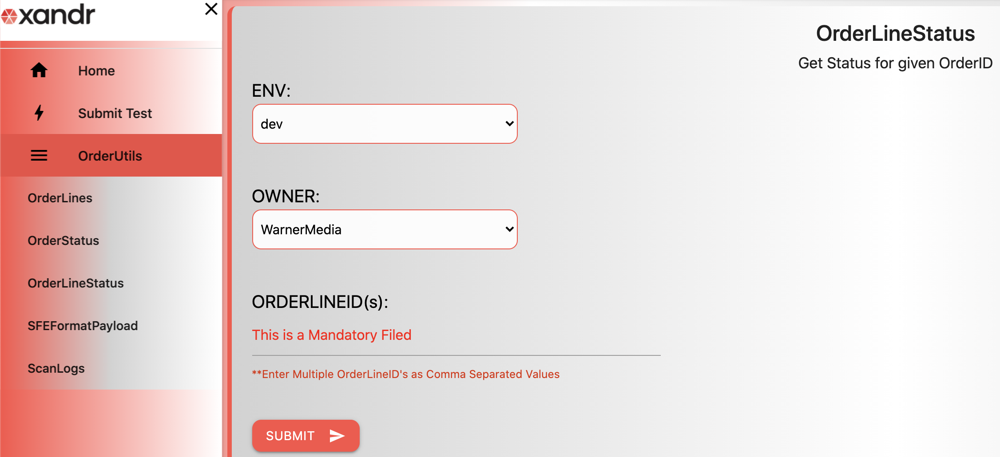 xandr
Home
Submit Test
OrderUtils
OrderLines
OrderStatus
OrderLineStatus
SFEFormatPayload
ScanLogs
OrderLineStatus
Get Status for given OrderID
ENV:
dev
OWNER:
WarnerMedia
ORDERLINEID(s):
This is a Mandatory Filed
**Enter Multiple OrderLineID's as Comma Separated Values
SUBMIT